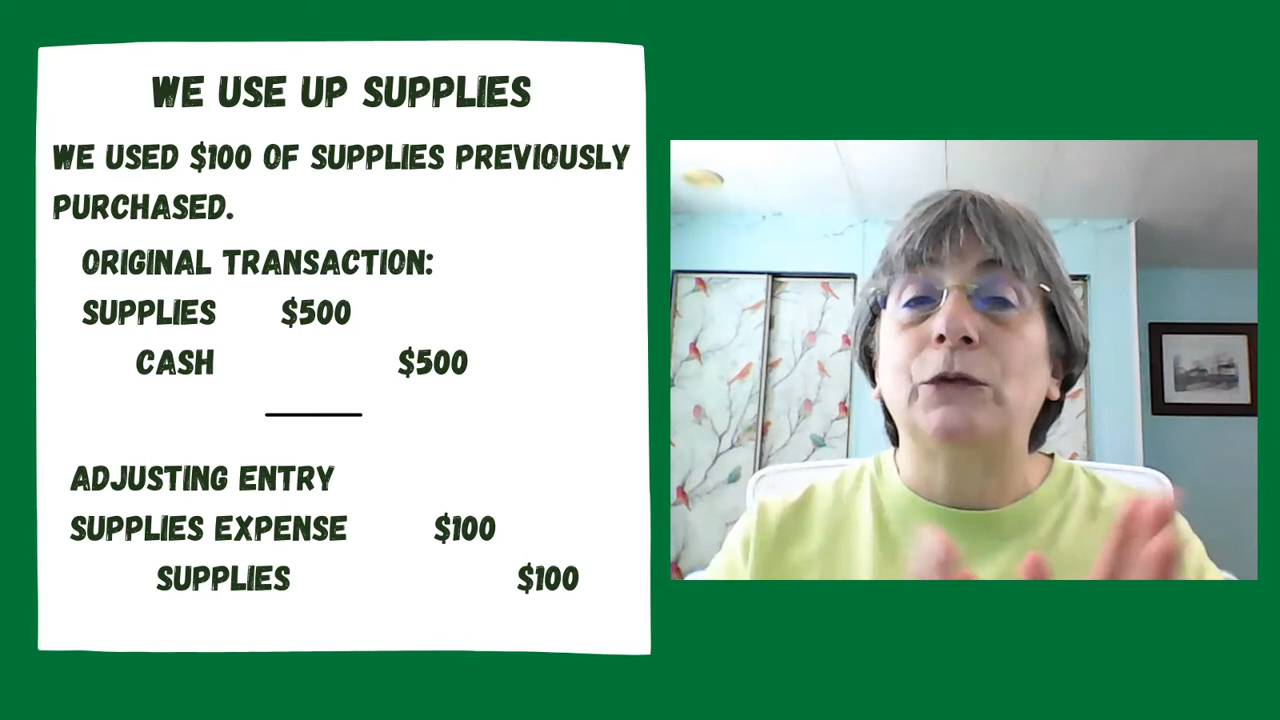 WE USE UP SUPPLIES
WE USED $100 OF SUPPLIES PREVIOUSLY
PURCHASED.
ORIGINAL TRANSACTION:
SUPPLIES $500
CASH $500
ADJUSTING ENTRY
SUPPLIES EXPENSE $100
SUPPLIES $100